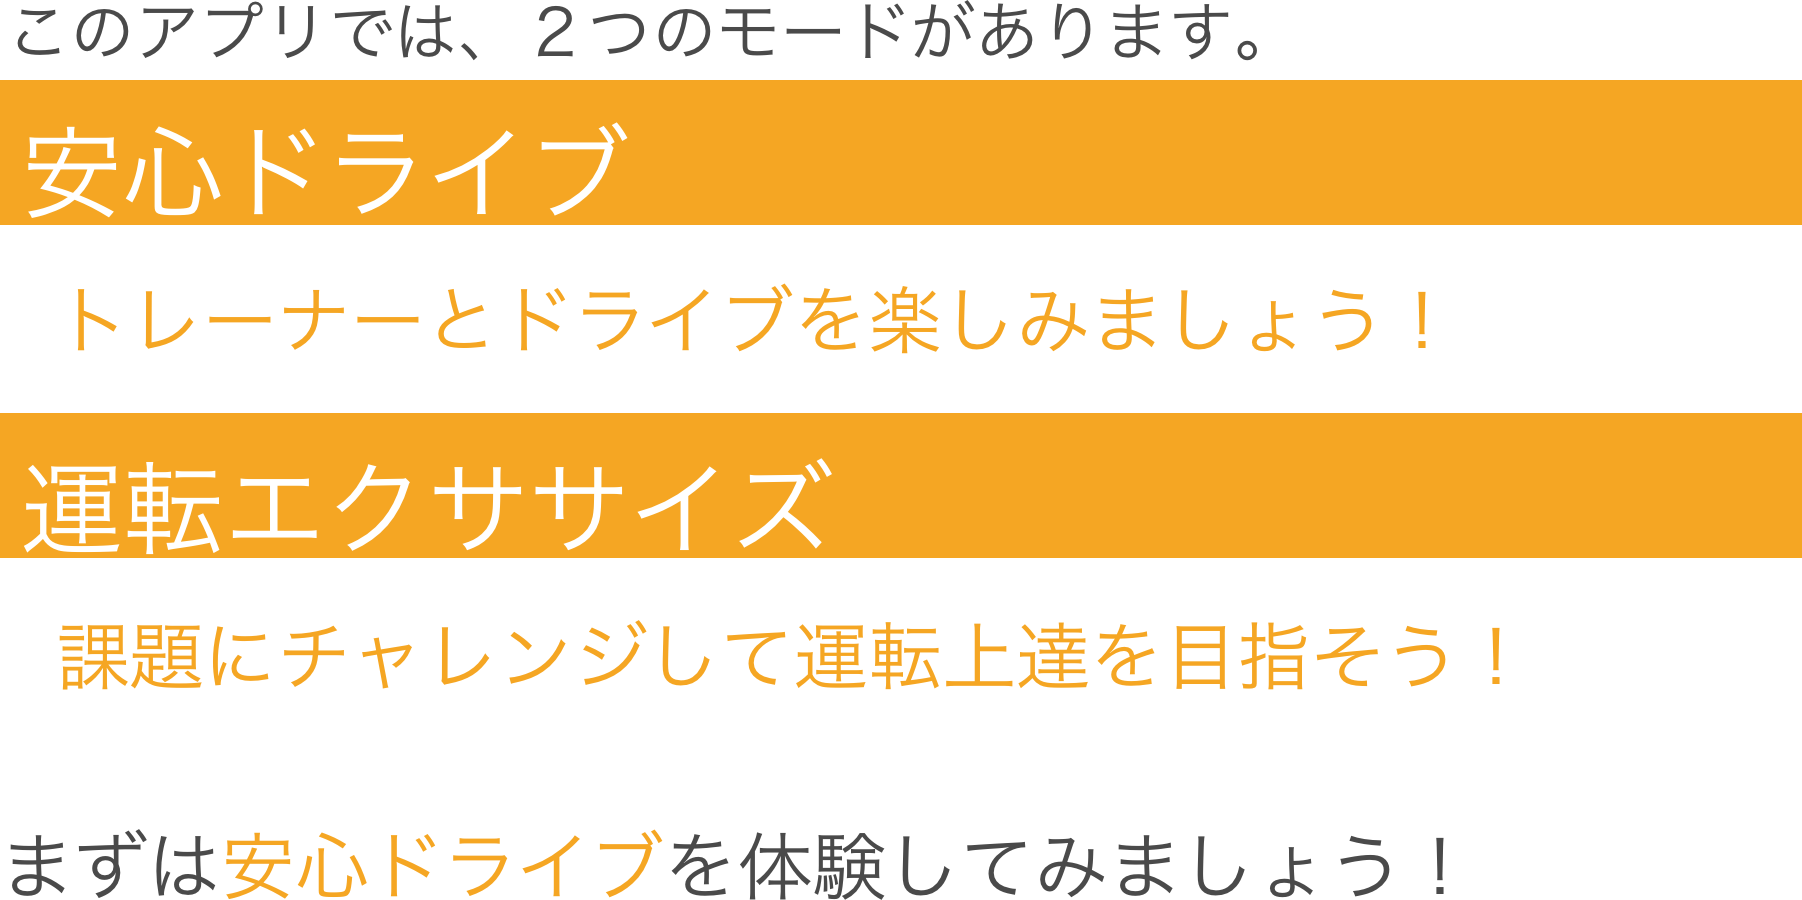 このアプリでは、２つのモードがあります。
安心ドライブ
トレーナーとドライブを楽しみましょう！
運転エクササイズ
課題にチャレンジして運転上達を目指そう！
まずは安心ドライブを体験してみましょう！